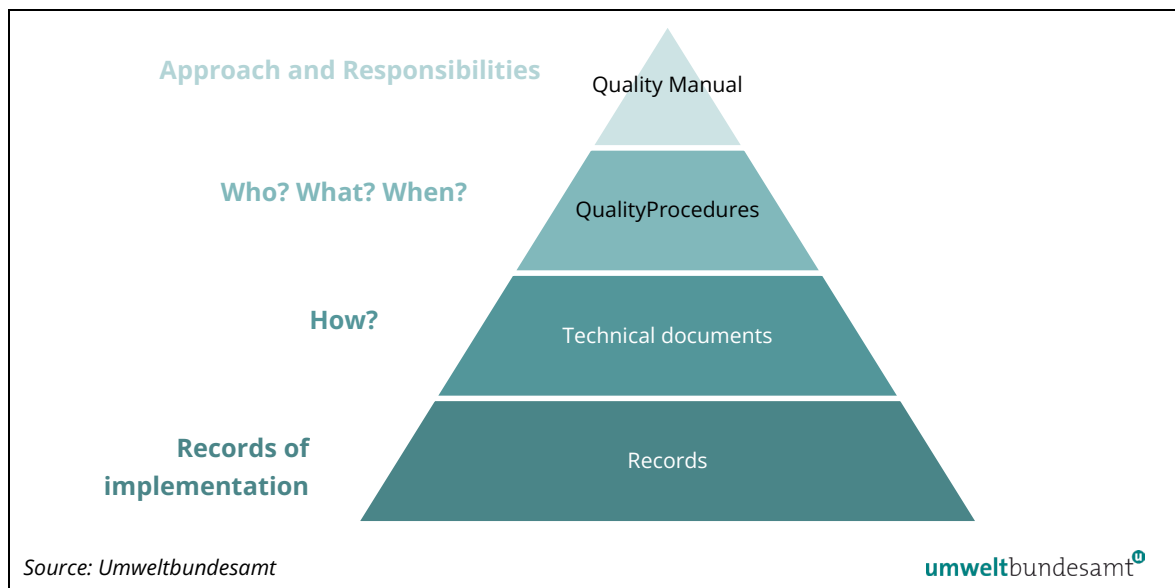 Approach and Responsibilities
Quality Manual
Who? What? When?
QualityProcedures
How?
Technical documents
Records of
implementation
Records
Source: Umweltbundesamt
umweltbundesamt
u